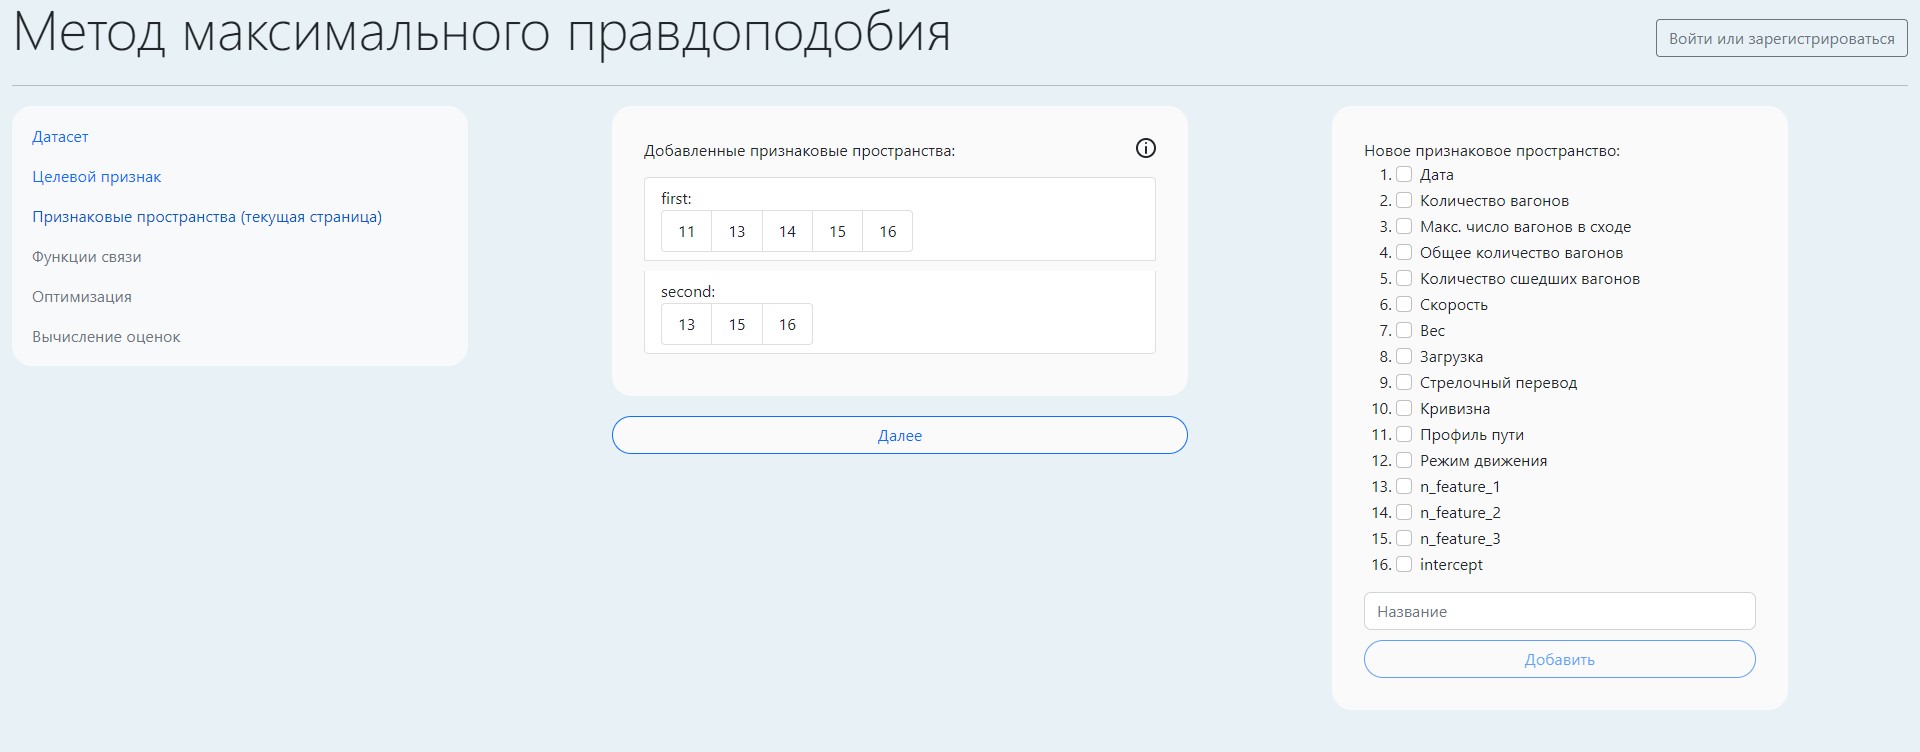 Метод максимального правдоподобия
Войти или зарегистрироваться
Датасет
Целевой признак
Признаковые пространства (текущая страница)
Функции связи
Оптимизация
Вычисление оценок
Добавленные признаковые пространства:
first:
11 13 14 15 16
second:
13 15 16
Далее
Новое признаковое пространство:
1. Дата
2. Количество вагонов
3. Макс. число вагонов в сходе
4. Общее количество вагонов
5. Количество сшедших вагонов
6. Скорость
7. Вес
8. Загрузка
9. Стрелочный перевод
10. Кривизна
11. Профиль пути
12. Режим движения
13. n_feature_1
14. n_feature_2
15. n_feature_3
16. intercept
Название
Добавить